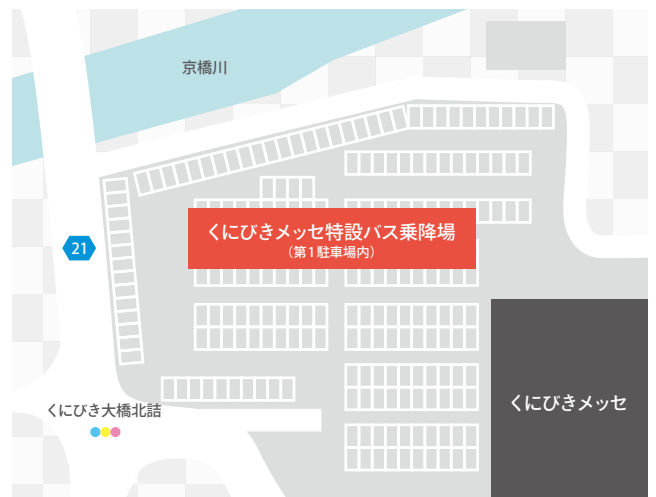 京橋川
くにびきメッセ特設バス乗降場
（第1駐車場内）
21
くにびきメッセ
くにびき大橋北詰